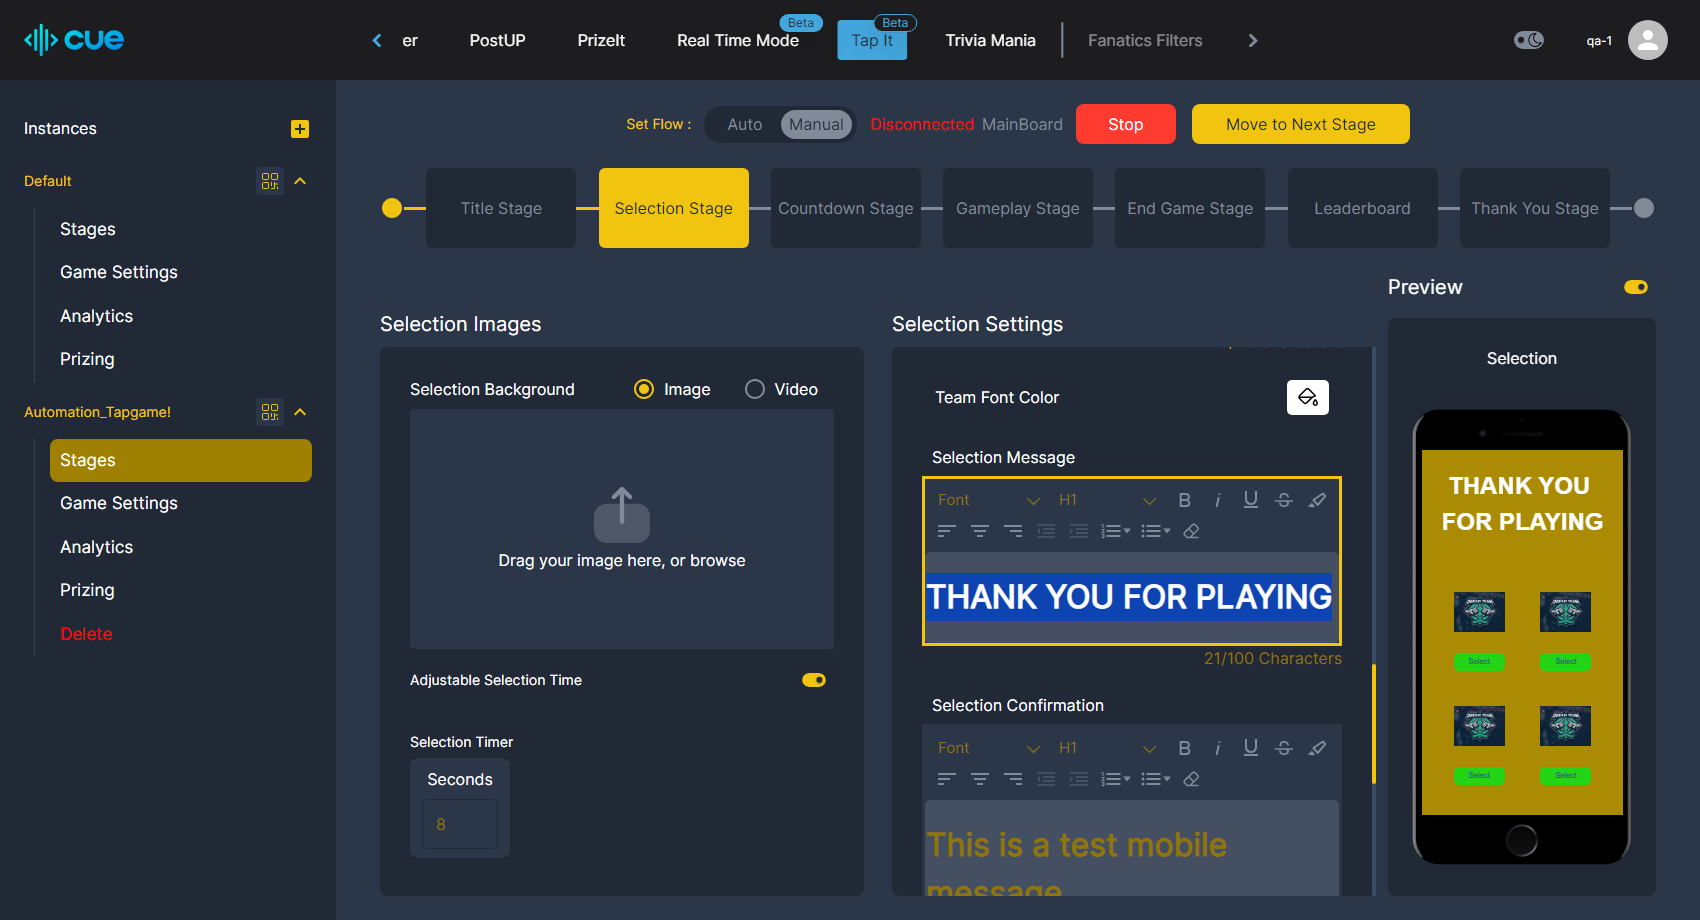 cue
er
PostUP
PrizeIt
Real Time Mode
Beta
Tap It
Beta
Trivia Mania
Fanatics Filters
qa-1
Instances
Default
Stages
Game Settings
Analytics
Prizing
Automation_Tapgame!
Stages
Game Settings
Analytics
Prizing
Delete
Set Flow :
Auto
Manual
Disconnected MainBoard
Stop
Move to Next Stage
Title Stage
Selection Stage
Countdown Stage
Gameplay Stage
End Game Stage
Leaderboard
Thank You Stage
Selection Images
Selection Background
Image
Video
Drag your image here, or browse
Adjustable Selection Time
Selection Timer
Seconds
8
Selection Settings
Team Font Color
Selection Message
Font
H1
B
i
U
S
THANK YOU FOR PLAYING
21/100 Characters
Selection Confirmation
Font
H1
B
i
U
S
This is a test mobile
message
Preview
Selection
THANK YOU
FOR PLAYING
Select
Select
Select
Select